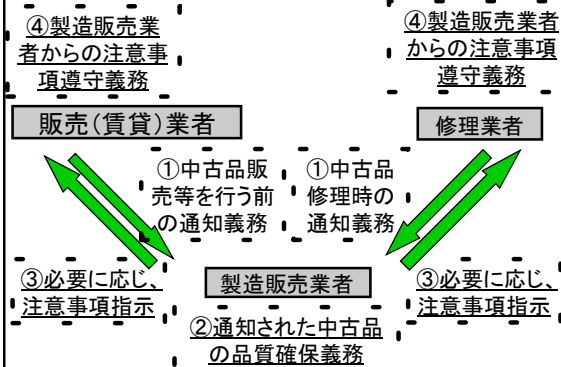 ④製造販売業
者からの注意事
項遵守義務
④製造販売業者
からの注意事項
遵守義務
販売(賃貸)業者
修理業者
①中古品販
売等を行う前
の通知義務
①中古品
修理時の
通知義務
③必要に応じ、
注意事項指示
製造販売業者
③必要に応じ、
注意事項指示
②通知された中古品
の品質確保義務